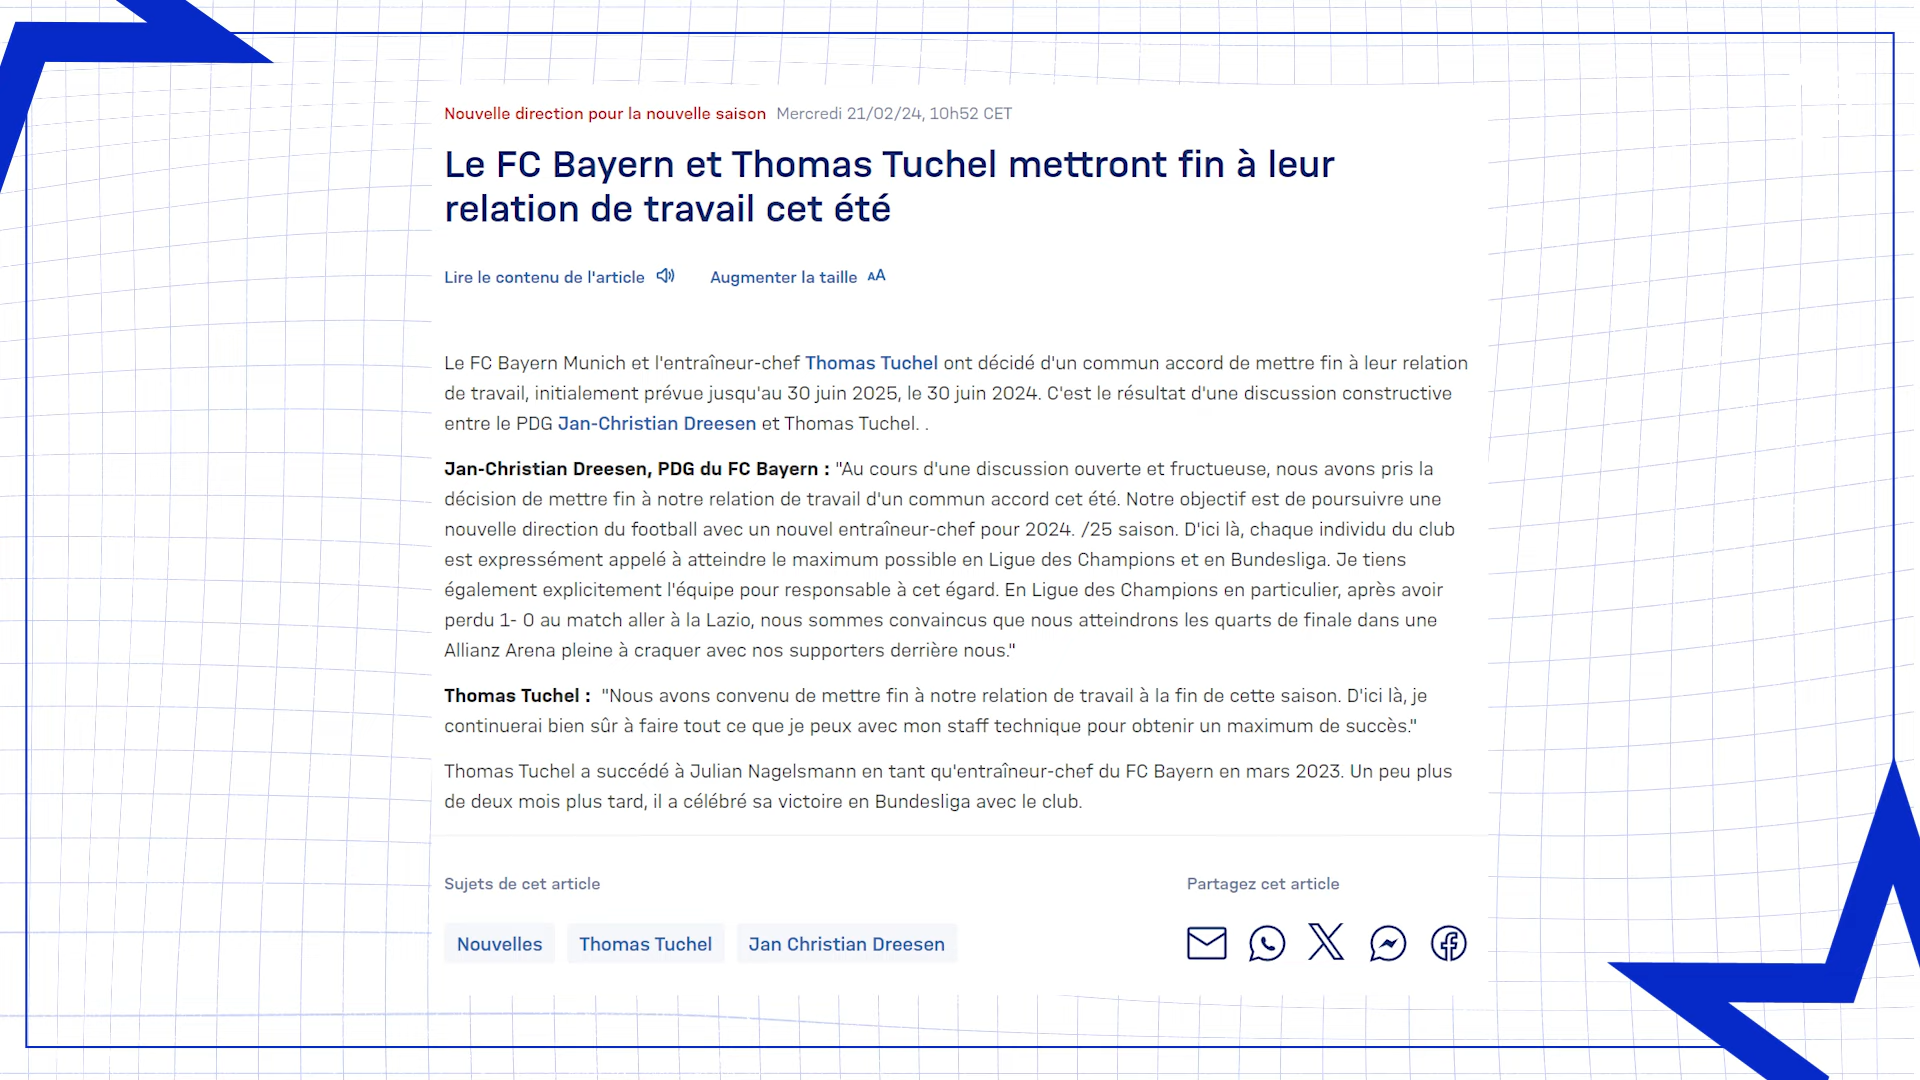 Nouvelle direction pour la nouvelle saison Mercredi 21/02/24, 10h52 CET
Le FC Bayern et Thomas Tuchel mettront fin à leur
relation de travail cet été
Lire le contenu de l'article Augmenter la taille AA
Le FC Bayern Munich et l'entraîneur-chef Thomas Tuchel ont décidé d'un commun accord de mettre fin à leur relation
de travail, initialement prévue jusqu'au 30 juin 2025, le 30 juin 2024. C'est le résultat d'une discussion constructive
entre le PDG Jan-Christian Dreesen et Thomas Tuchel. .
Jan-Christian Dreesen, PDG du FC Bayern : "Au cours d'une discussion ouverte et fructueuse, nous avons pris la
décision de mettre fin à notre relation de travail d'un commun accord cet été. Notre objectif est de poursuivre une
nouvelle direction du football avec un nouvel entraîneur-chef pour 2024. /25 saison. D'ici là, chaque individu du club
est expressément appelé à atteindre le maximum possible en Ligue des Champions et en Bundesliga. Je tiens
également explicitement l'équipe pour responsable à cet égard. En Ligue des Champions en particulier, après avoir
perdu 1- 0 au match aller à la Lazio, nous sommes convaincus que nous atteindrons les quarts de finale dans une
Allianz Arena pleine à craquer avec nos supporters derrière nous."
Thomas Tuchel : "Nous avons convenu de mettre fin à notre relation de travail à la fin de cette saison. D'ici là, je
continuerai bien sûr à faire tout ce que je peux avec mon staff technique pour obtenir un maximum de succès."
Thomas Tuchel a succédé à Julian Nagelsmann en tant qu'entraîneur-chef du FC Bayern en mars 2023. Un peu plus
de deux mois plus tard, il a célébré sa victoire en Bundesliga avec le club.
Sujets de cet article Partagez cet article
Nouvelles Thomas Tuchel Jan Christian Dreesen